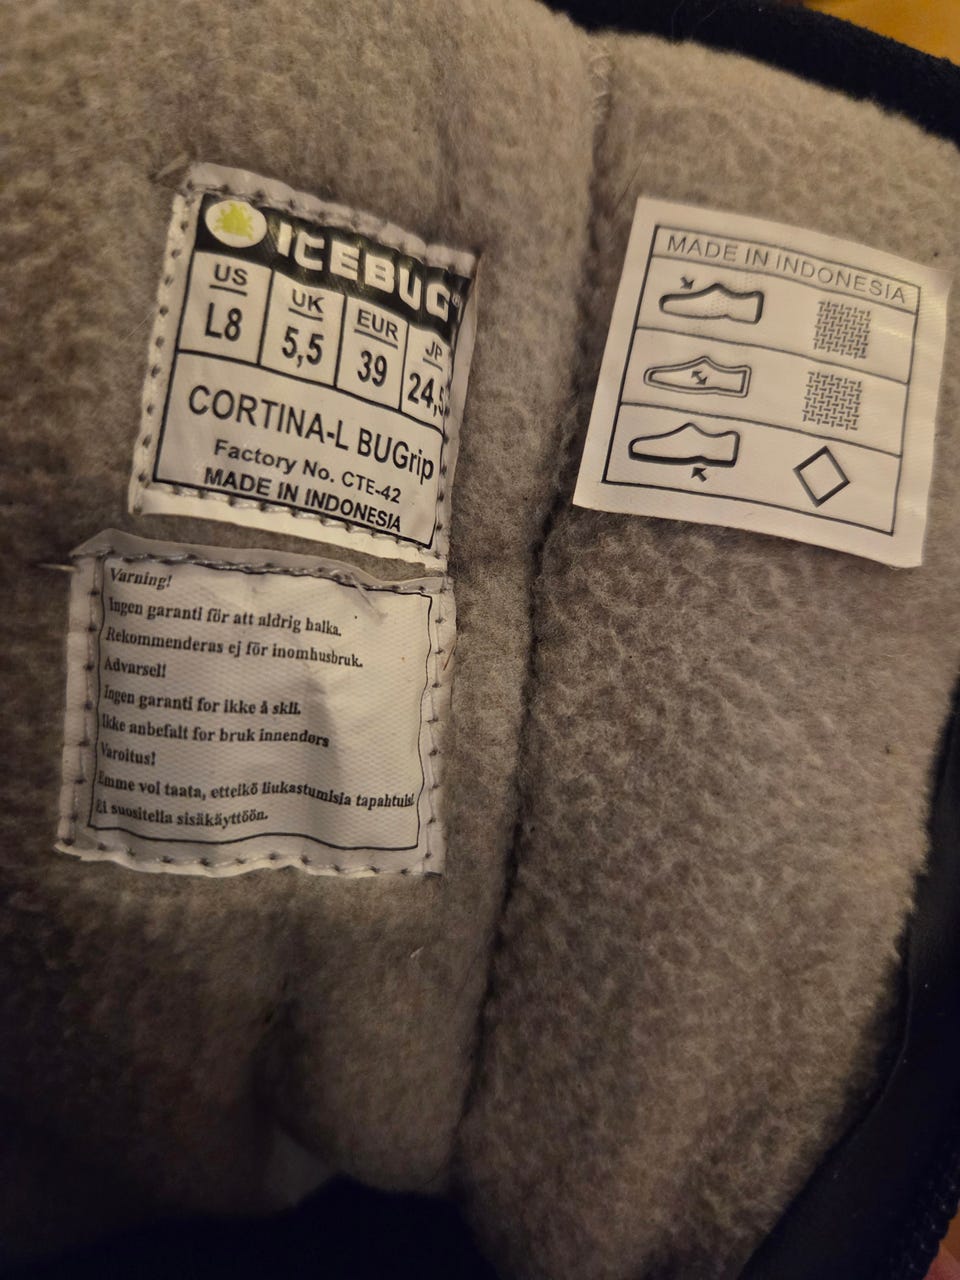 ICEBUG®
US UK EUR JP
L8 5,5 39 24,5
CORTINA-L BUGrip
Factory No. CTE-42
MADE IN INDONESIA
Varning!
Ingen garanti för att aldrig halka.
Rekommenderas ej för inomhusbruk.
Advarsel!
Ingen garanti for ikke å skli.
Ikke anbefalt for bruk innendørs
Varoitus!
Emme voi taata, etteikö liukastumisia tapahtuisi
Ei suositella sisäkäyttöön.
MADE IN INDONESIA